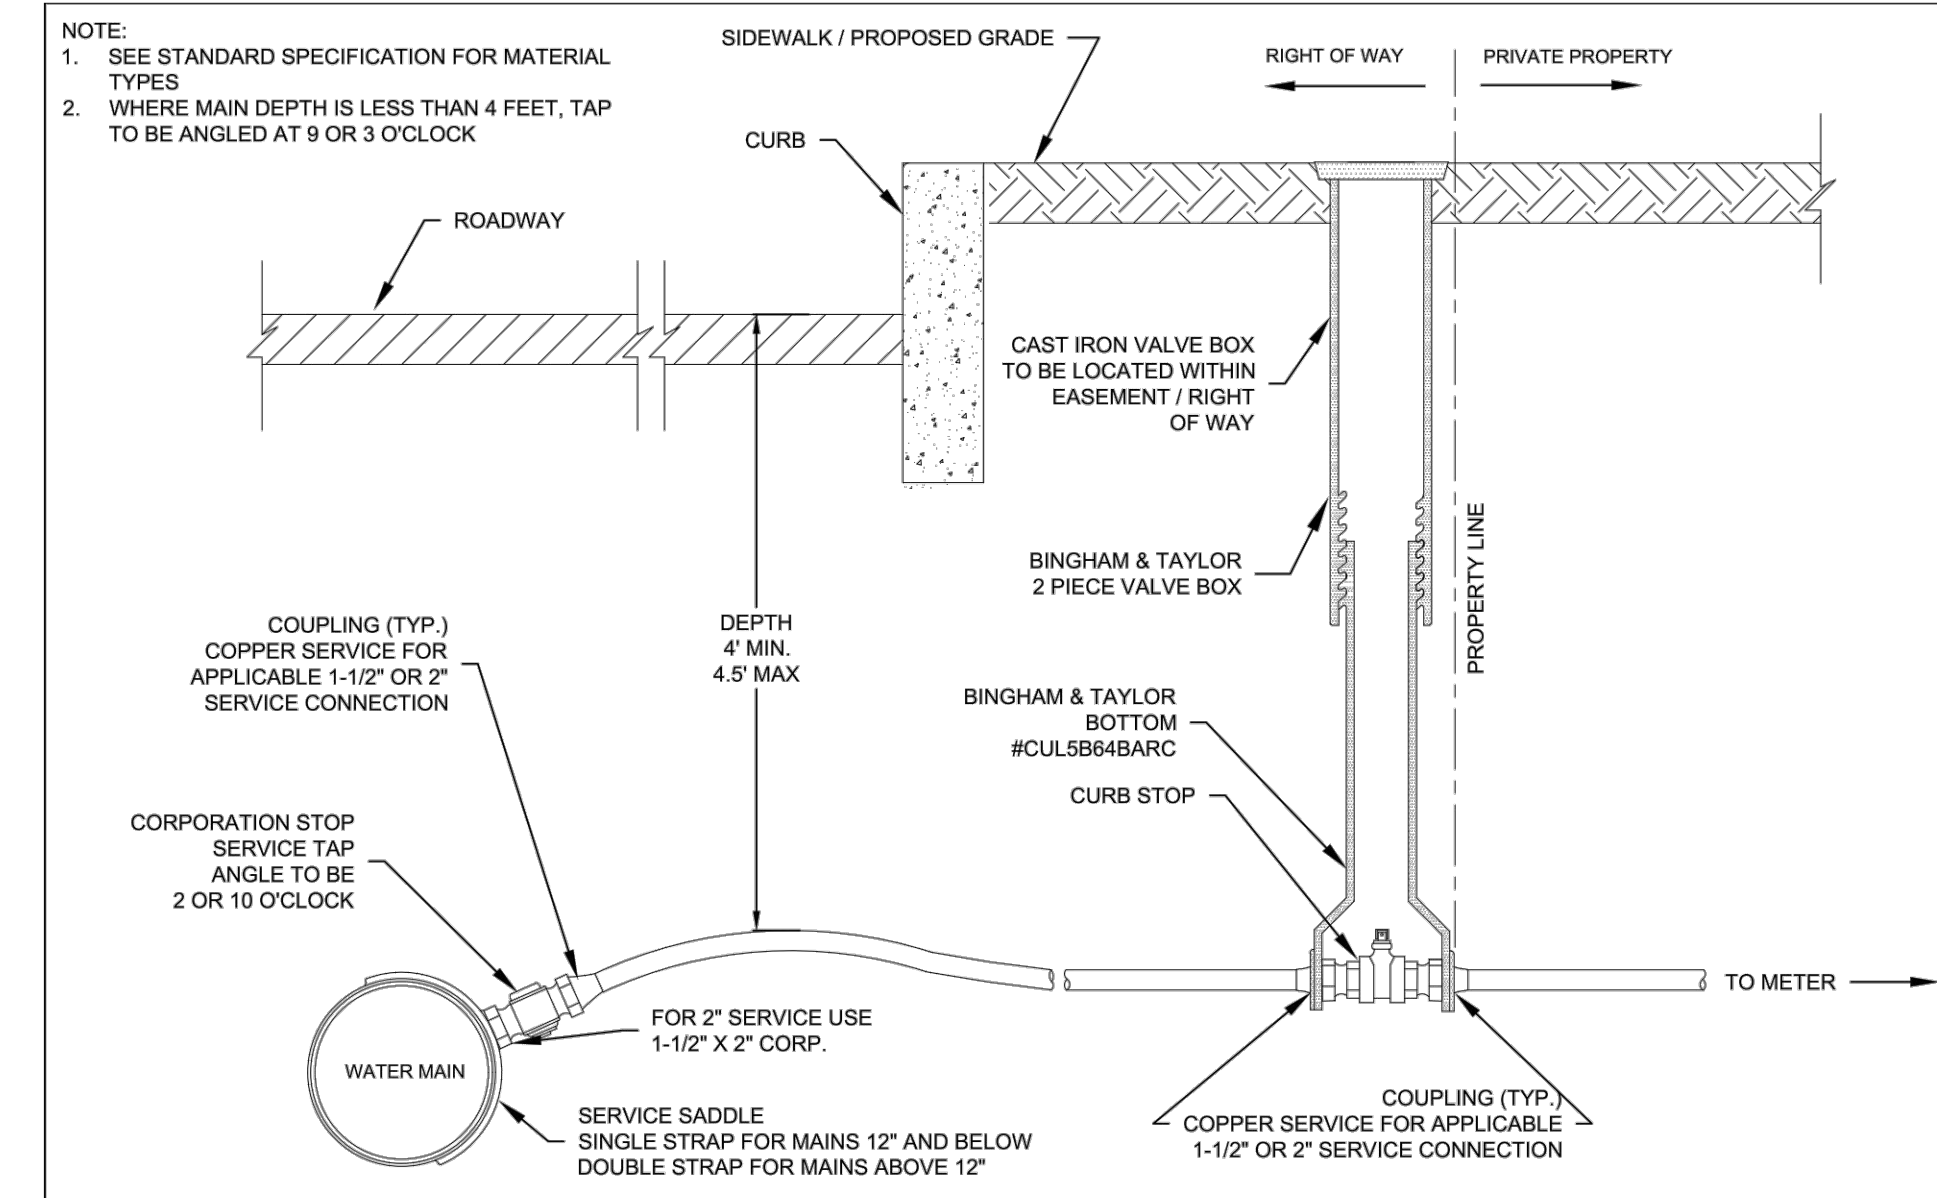 NOTE:
1. SEE STANDARD SPECIFICATION FOR MATERIAL
TYPES
2. WHERE MAIN DEPTH IS LESS THAN 4 FEET, TAP
TO BE ANGLED AT 9 OR 3 O'CLOCK
SIDEWALK / PROPOSED GRADE
RIGHT OF WAY
PRIVATE PROPERTY
CURB
ROADWAY
CAST IRON VALVE BOX
TO BE LOCATED WITHIN
EASEMENT / RIGHT
OF WAY
BINGHAM & TAYLOR
2 PIECE VALVE BOX
PROPERTY LINE
DEPTH
4' MIN.
4.5' MAX
COUPLING (TYP.)
COPPER SERVICE FOR
APPLICABLE 1-1/2" OR 2"
SERVICE CONNECTION
BINGHAM & TAYLOR
BOTTOM
#CUL5B64BARC
CURB STOP
CORPORATION STOP
SERVICE TAP
ANGLE TO BE
2 OR 10 O'CLOCK
TO METER
FOR 2" SERVICE USE
1-1/2" X 2" CORP.
WATER MAIN
SERVICE SADDLE
SINGLE STRAP FOR MAINS 12" AND BELOW
DOUBLE STRAP FOR MAINS ABOVE 12"
COUPLING (TYP.)
COPPER SERVICE FOR APPLICABLE
1-1/2" OR 2" SERVICE CONNECTION